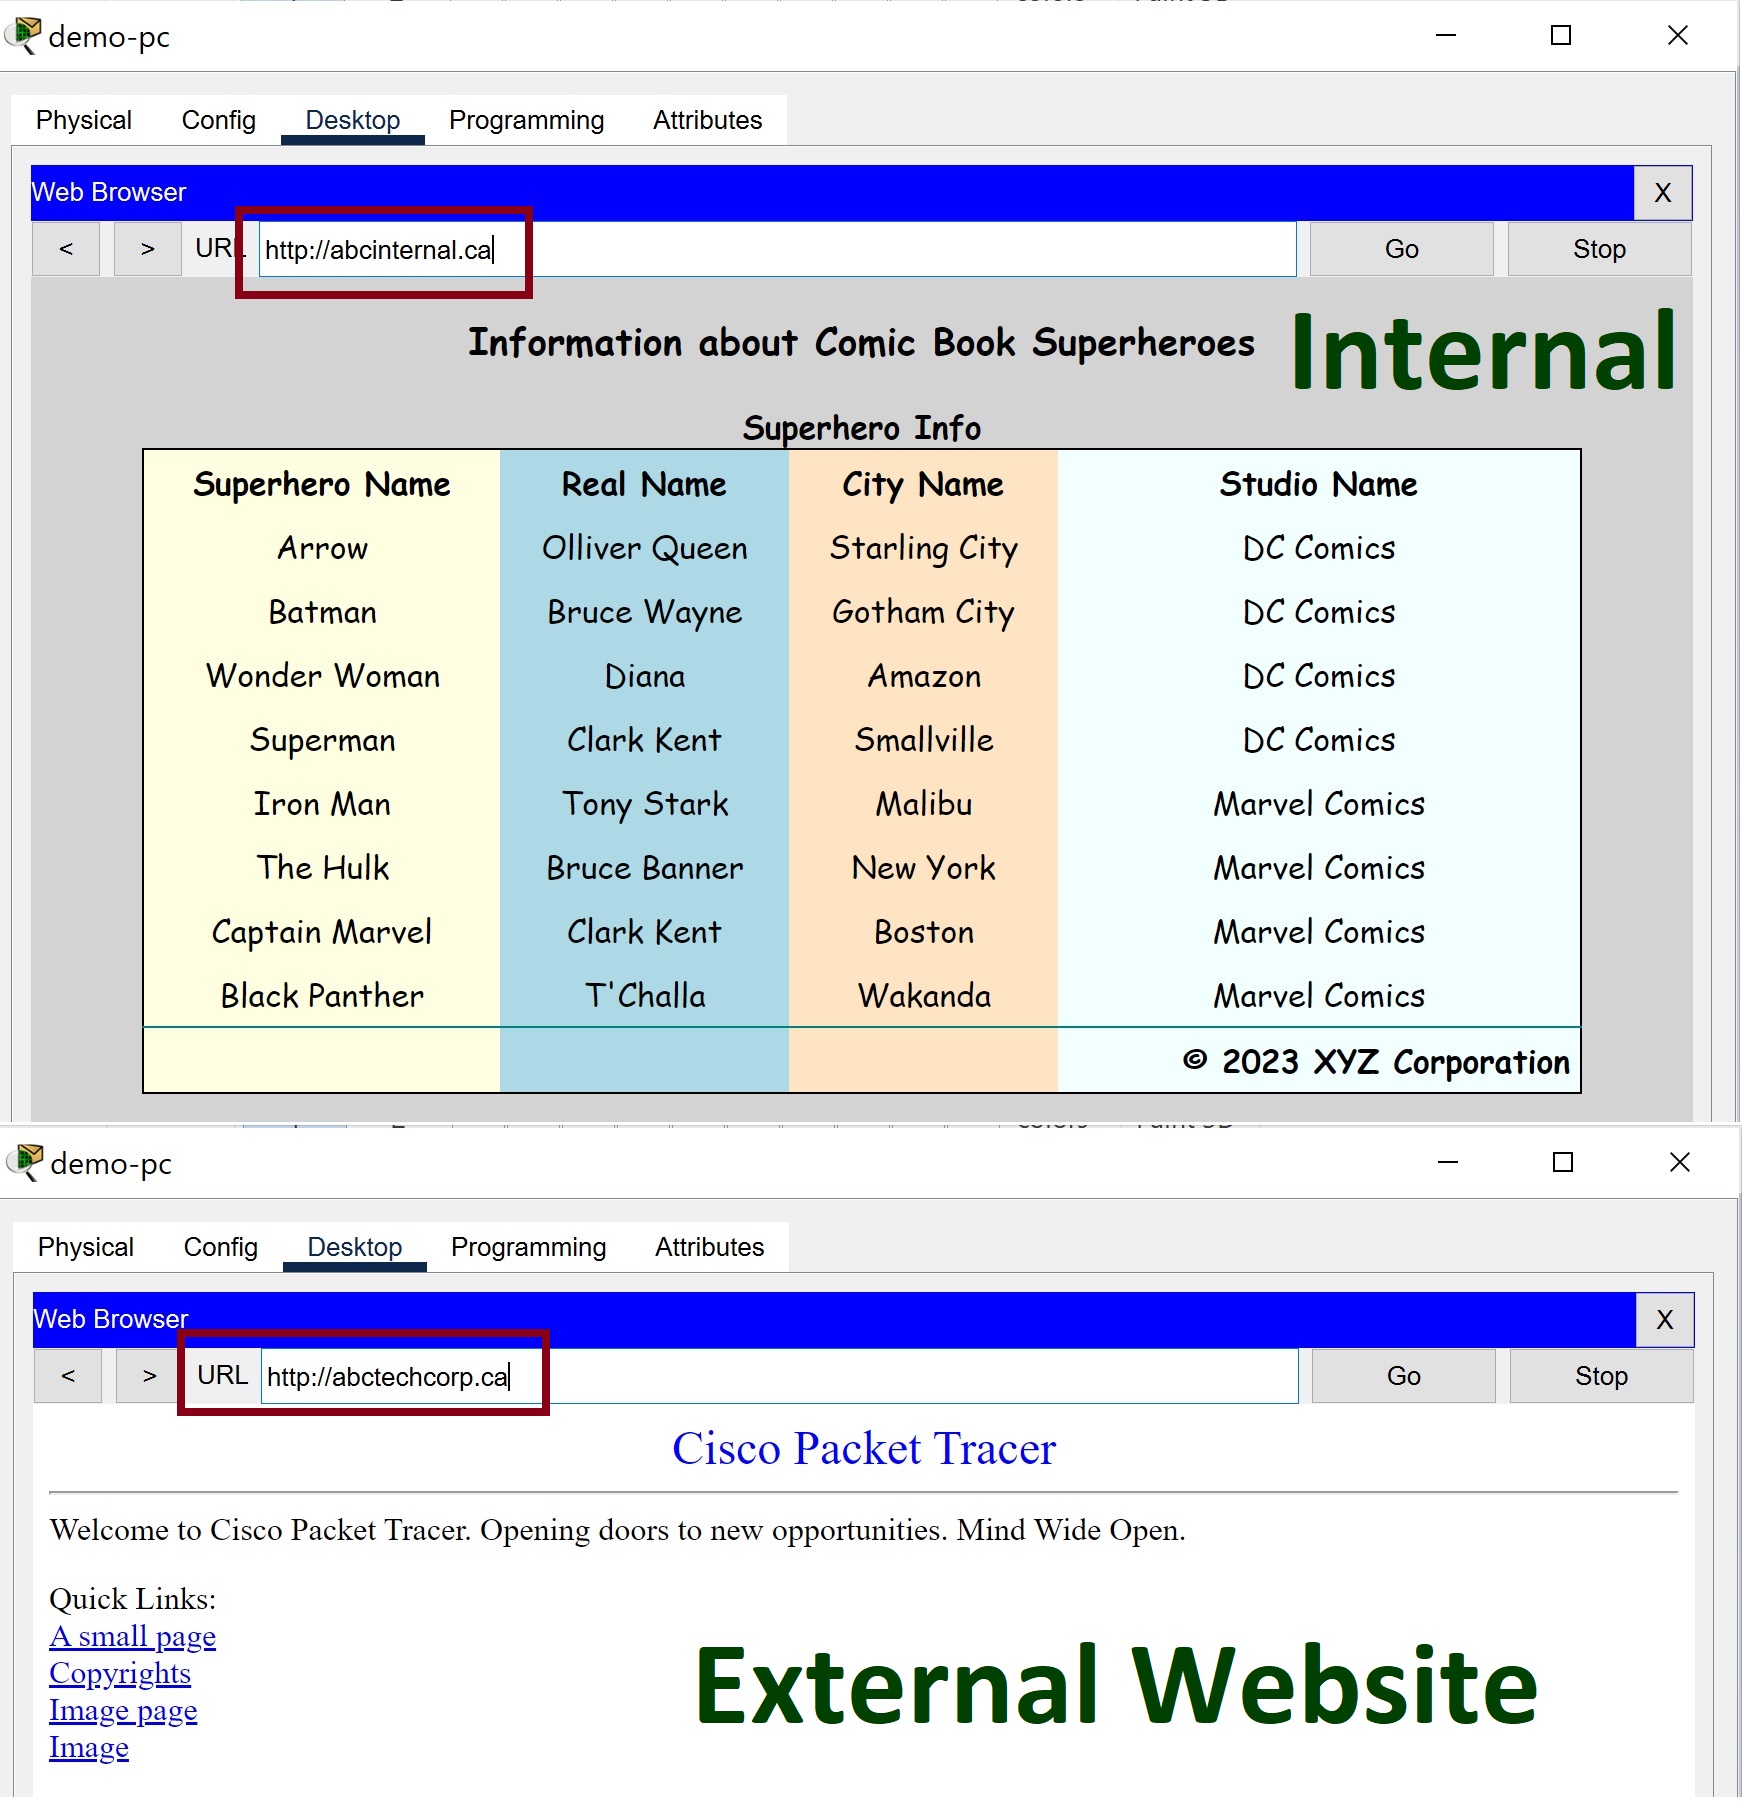 demo-pc
Physical Config Desktop Programming Attributes
Web Browser X
< > URL http://abcinternal.ca Go Stop
Information about Comic Book Superheroes Internal
Superhero Info
Superhero Name Real Name City Name Studio Name
Arrow Olliver Queen Starling City DC Comics
Batman Bruce Wayne Gotham City DC Comics
Wonder Woman Diana Amazon DC Comics
Superman Clark Kent Smallville DC Comics
Iron Man Tony Stark Malibu Marvel Comics
The Hulk Bruce Banner New York Marvel Comics
Captain Marvel Clark Kent Boston Marvel Comics
Black Panther T'Challa Wakanda Marvel Comics
© 2023 XYZ Corporation
demo-pc
Physical Config Desktop Programming Attributes
Web Browser X
< > URL http://abctechcorp.ca Go Stop
Cisco Packet Tracer
Welcome to Cisco Packet Tracer. Opening doors to new opportunities. Mind Wide Open.
Quick Links:
A small page
Copyrights
Image page
Image
External Website